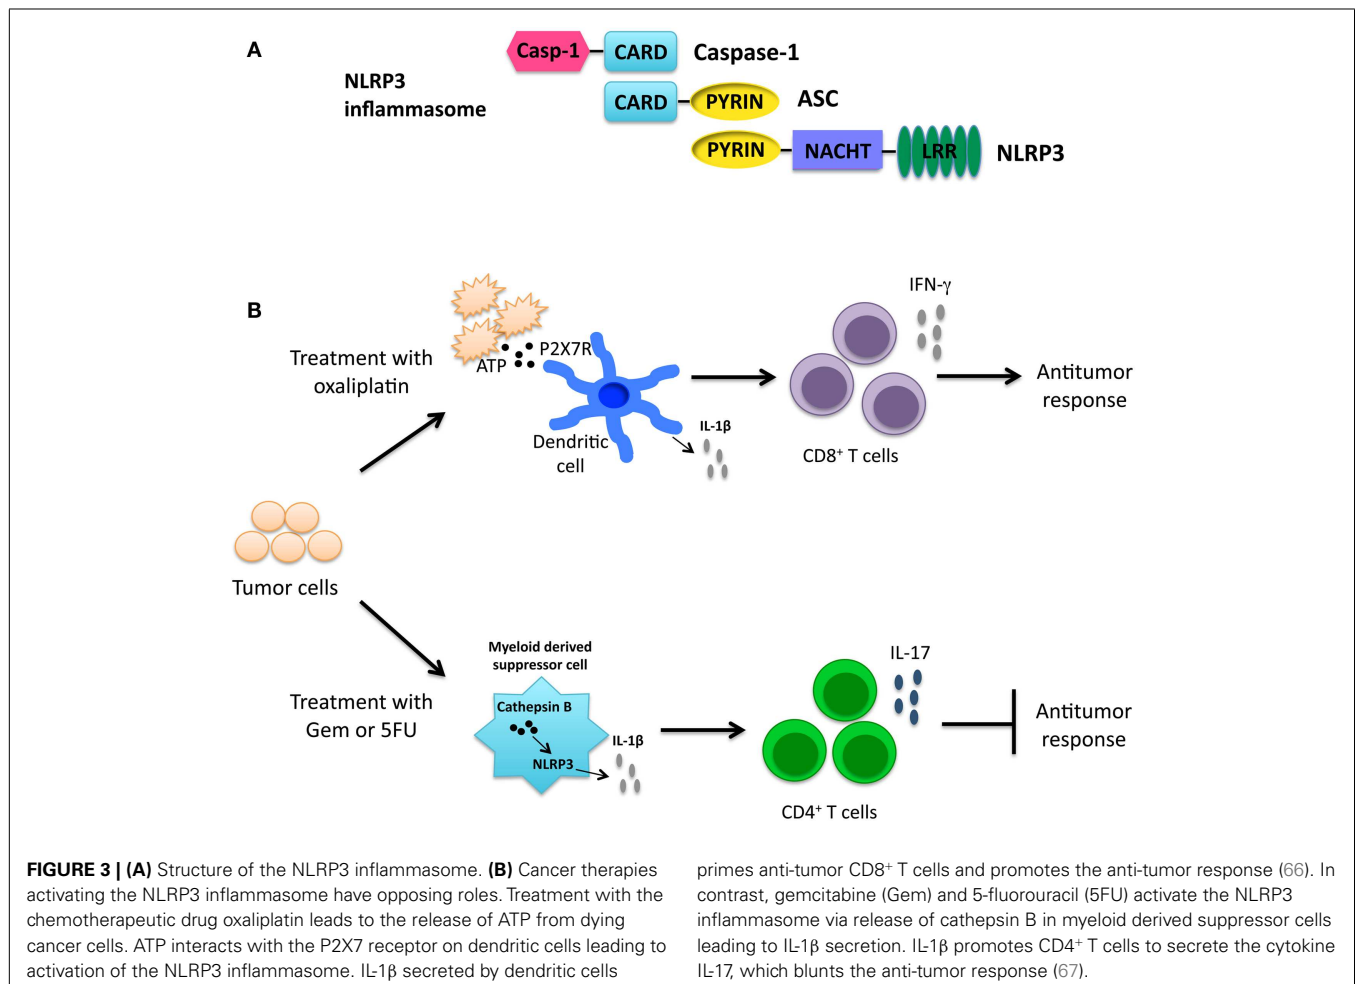 A
NLRP3
inflammasome
Casp-1 CARD Caspase-1
CARD PYRIN ASC
PYRIN NACHT LRR NLRP3
B
Treatment with
oxaliplatin
ATP
P2X7R
Dendritic
cell
IL-1β
IFN-γ
CD8⁺ T cells
Antitumor
response
Tumor cells
Treatment with
Gem or 5FU
Myeloid derived
suppressor cell
Cathepsin B
NLRP3
IL-1β
IL-17
CD4⁺ T cells
Antitumor
response
FIGURE 3 | (A) Structure of the NLRP3 inflammasome. (B) Cancer therapies
activating the NLRP3 inflammasome have opposing roles. Treatment with the
chemotherapeutic drug oxaliplatin leads to the release of ATP from dying
cancer cells. ATP interacts with the P2X7 receptor on dendritic cells leading to
activation of the NLRP3 inflammasome. IL-1β secreted by dendritic cells
primes anti-tumor CD8⁺ T cells and promotes the anti-tumor response (66). In
contrast, gemcitabine (Gem) and 5-fluorouracil (5FU) activate the NLRP3
inflammasome via release of cathepsin B in myeloid derived suppressor cells
leading to IL-1β secretion. IL-1β promotes CD4⁺ T cells to secrete the cytokine
IL-17, which blunts the anti-tumor response (67).